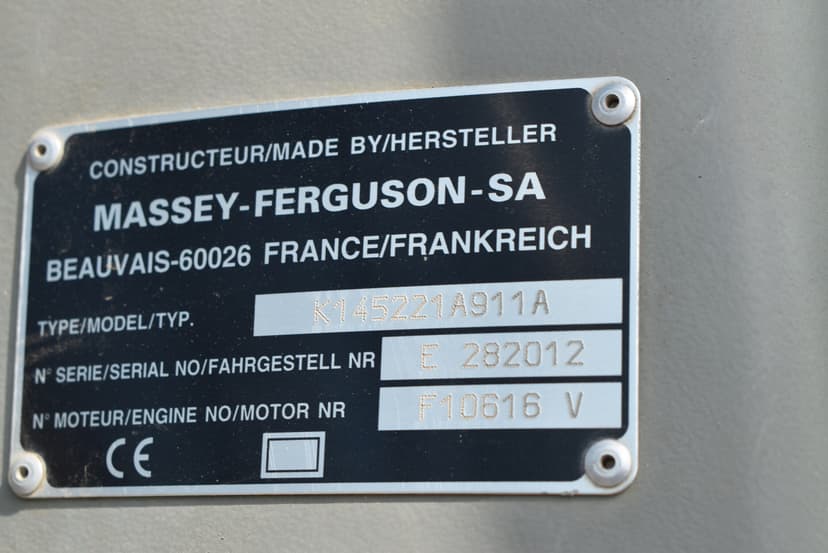 CONSTRUCTEUR/MADE BY/HERSTELLER
MASSEY-FERGUSON-SA
BEAUVAIS-60026 FRANCE/FRANKREICH
TYPE/MODEL/TYP. K145221A911A
N° SERIE/SERIAL NO/FAHRGESTELL NR E 282012
N° MOTEUR/ENGINE NO/MOTOR NR F10616 V
CE